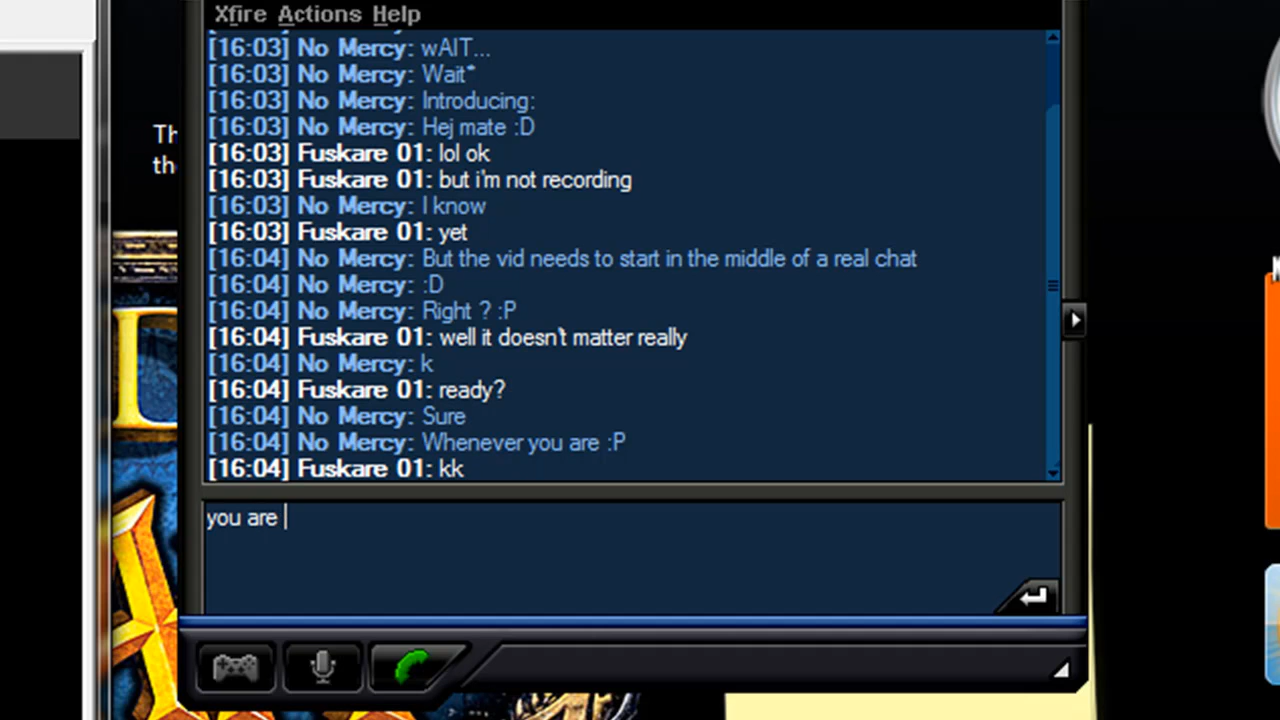 Xfire Actions Help
[16:03] No Mercy: wAIT...
[16:03] No Mercy: Wait*
[16:03] No Mercy: Introducing:
[16:03] No Mercy: Hej mate :D
[16:03] Fuskare 01: lol ok
[16:03] Fuskare 01: but i'm not recording
[16:03] No Mercy: I know
[16:03] Fuskare 01: yet
[16:04] No Mercy: But the vid needs to start in the middle of a real chat
[16:04] No Mercy: :D
[16:04] No Mercy: Right ? :P
[16:04] Fuskare 01: well it doesn't matter really
[16:04] No Mercy: k
[16:04] Fuskare 01: ready?
[16:04] No Mercy: Sure
[16:04] No Mercy: Whenever you are :P
[16:04] Fuskare 01: kk
you are